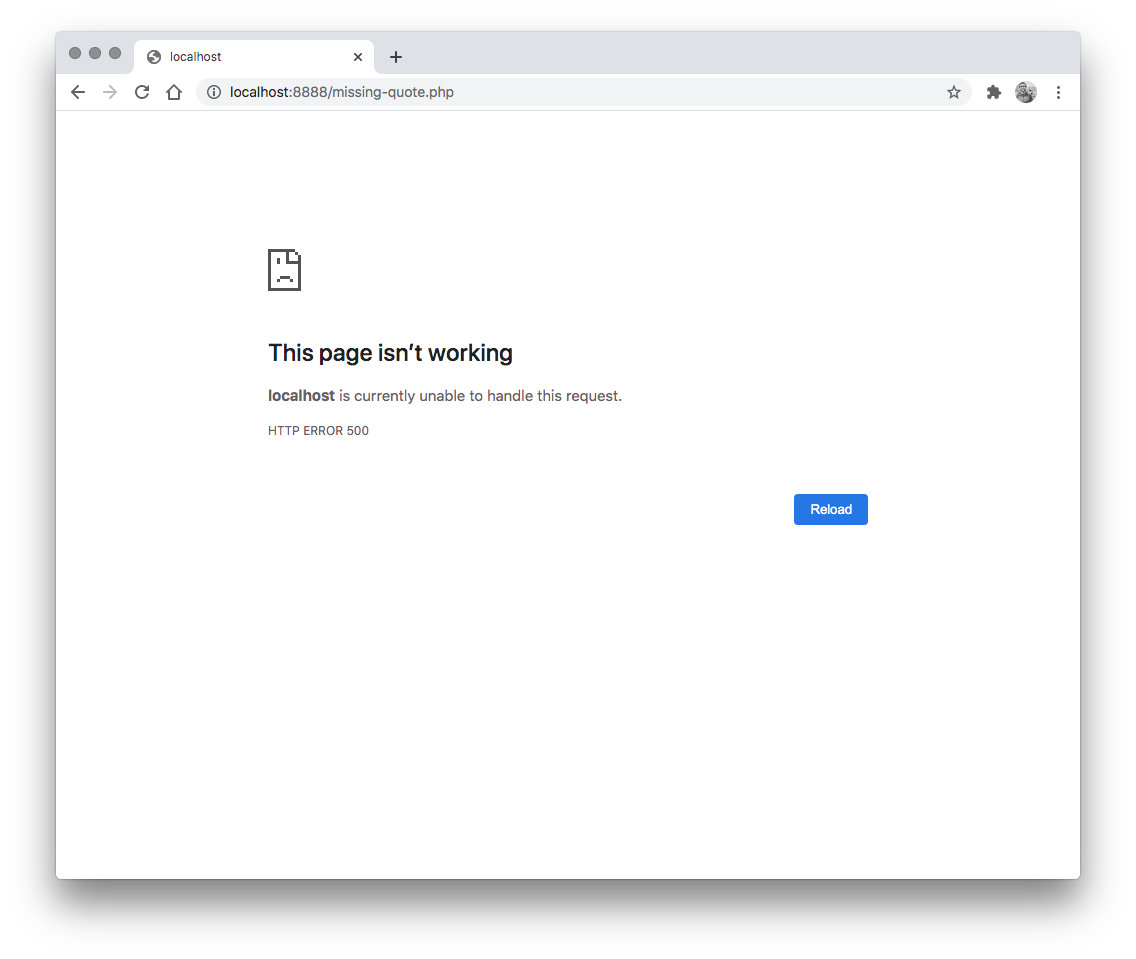 localhost
localhost:8888/missing-quote.php
This page isn’t working
localhost is currently unable to handle this request.
HTTP ERROR 500
Reload